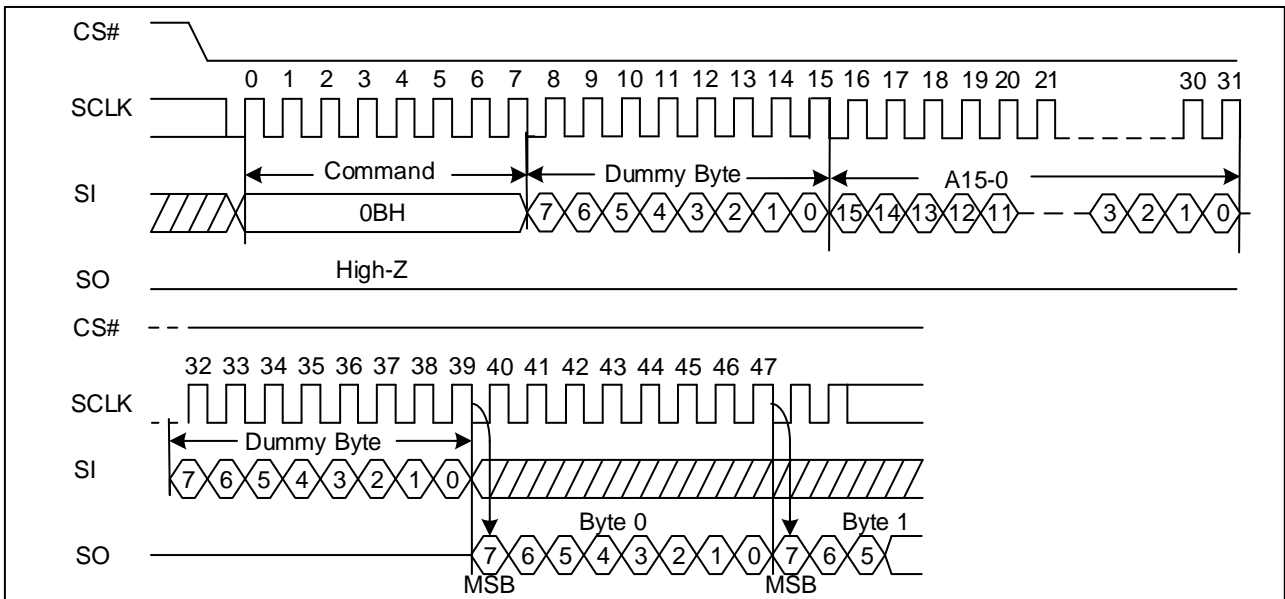 CS#
0 1 2 3 4 5 6 7 8 9 10 11 12 13 14 15 16 17 18 19 20 21 30 31
SCLK
Command Dummy Byte A15-0
SI
0BH 7 6 5 4 3 2 1 0 15 14 13 12 11 3 2 1 0
High-Z
SO
CS#
32 33 34 35 36 37 38 39 40 41 42 43 44 45 46 47
SCLK
Dummy Byte
SI
7 6 5 4 3 2 1 0
Byte 0 Byte 1
SO
7 6 5 4 3 2 1 0 7 6 5
MSB MSB